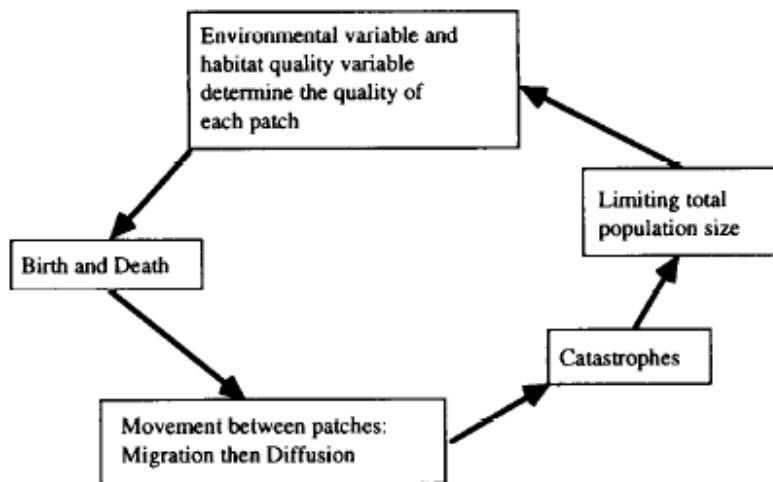 Environmental variable and
habitat quality variable
determine the quality of
each patch
Limiting total
population size
Birth and Death
Catastrophes
Movement between patches:
Migration then Diffusion